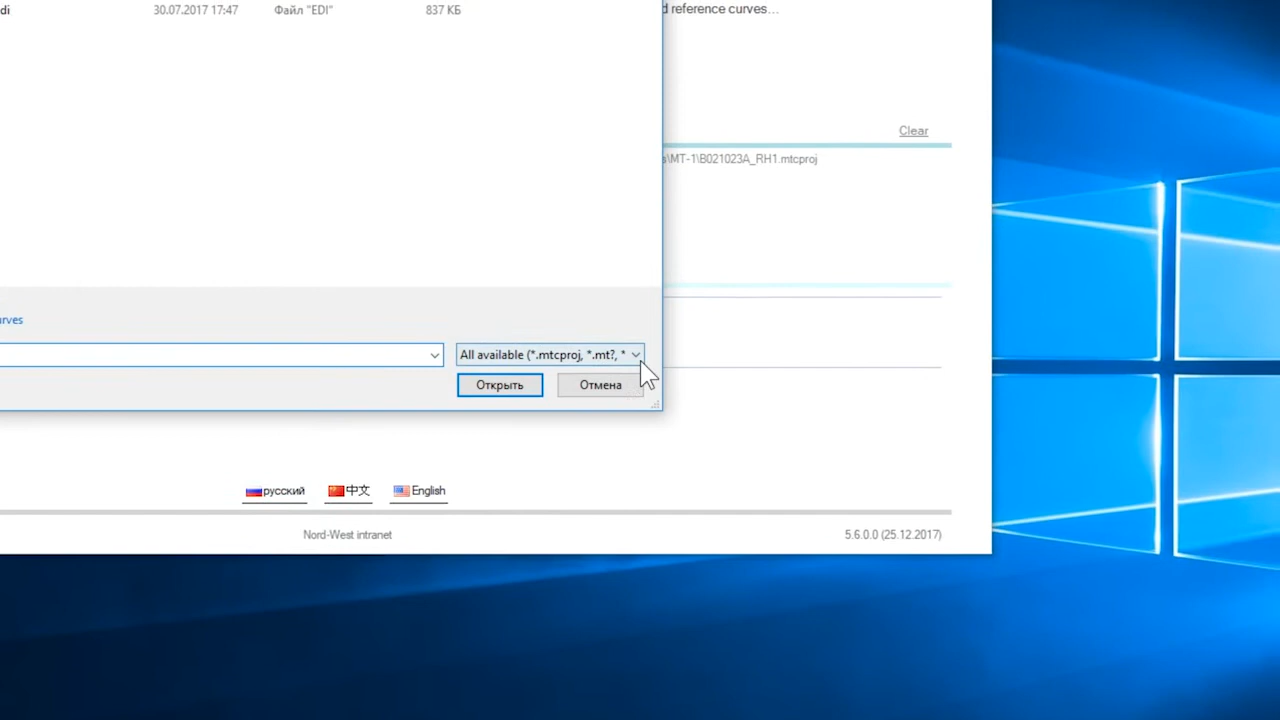 di 30.07.2017 17:47 Файл "EDI" 837 КБ
d reference curves...
Clear
s\MT-1\B021023A_RH1.mtcproj
urves
All available (*.mtcproj, *.mt?, *
Открыть Отмена
русский 中文 English
Nord-West intranet 5.6.0.0 (25.12.2017)